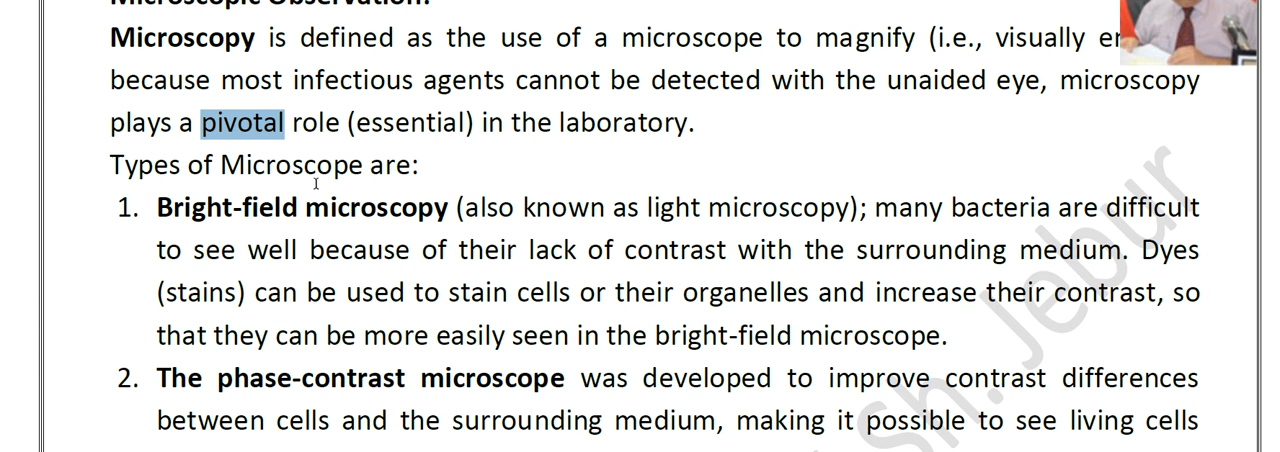 Microscopic Observation:
Microscopy is defined as the use of a microscope to magnify (i.e., visually
because most infectious agents cannot be detected with the unaided eye, microscopy
plays a pivotal role (essential) in the laboratory.
Types of Microscope are:
1. Bright-field microscopy (also known as light microscopy); many bacteria are difficult
to see well because of their lack of contrast with the surrounding medium. Dyes
(stains) can be used to stain cells or their organelles and increase their contrast, so
that they can be more easily seen in the bright-field microscope.
2. The phase-contrast microscope was developed to improve contrast differences
between cells and the surrounding medium, making it possible to see living cells
Sh. Jebur